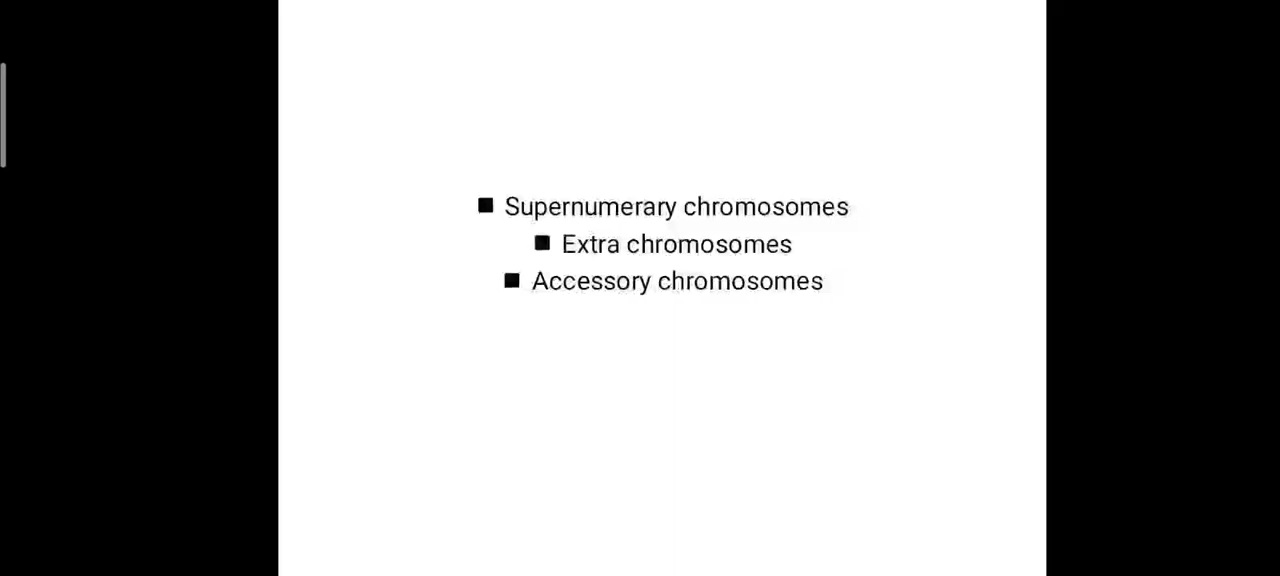 ■ Supernumerary chromosomes
■ Extra chromosomes
■ Accessory chromosomes